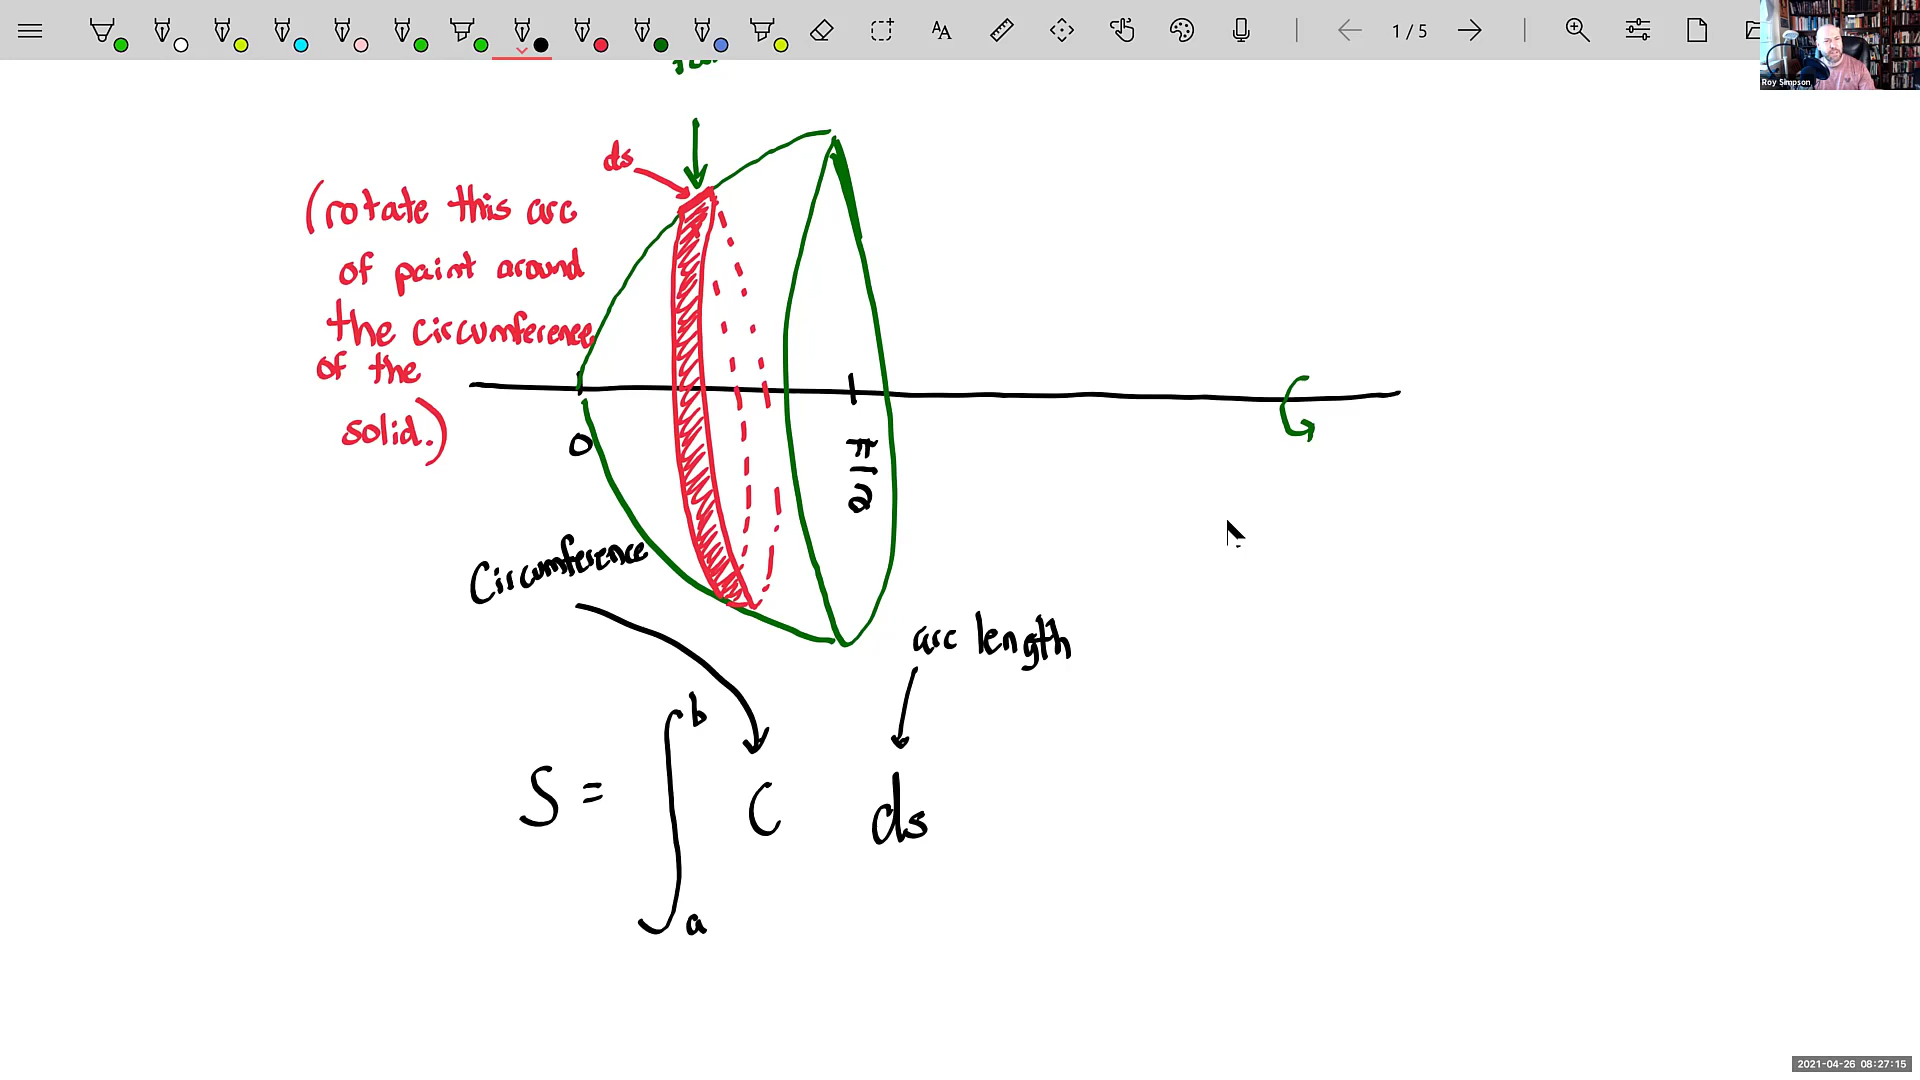 1 / 5
Roy Simpson
ds
(rotate this arc
of paint around
the circumference
of the
solid.)
0
π
2
Circumference
arc length
b
S = ∫ C ds
a
2021-04-26 08:27:15